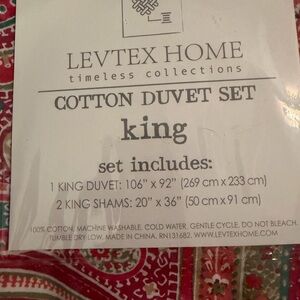 LEVTEX HOME
timeless collections
COTTON DUVET SET
king
set includes:
1 KING DUVET: 106" x 92" (269 cm x 233 cm)
2 KING SHAMS: 20" x 36" (50 cm x 91 cm)
100% COTTON. MACHINE WASHABLE. COLD WATER. GENTLE CYCLE. DO NOT BLEACH.
TUMBLE DRY LOW. MADE IN CHINA. RN131682. WWW.LEVTEXHOME.COM